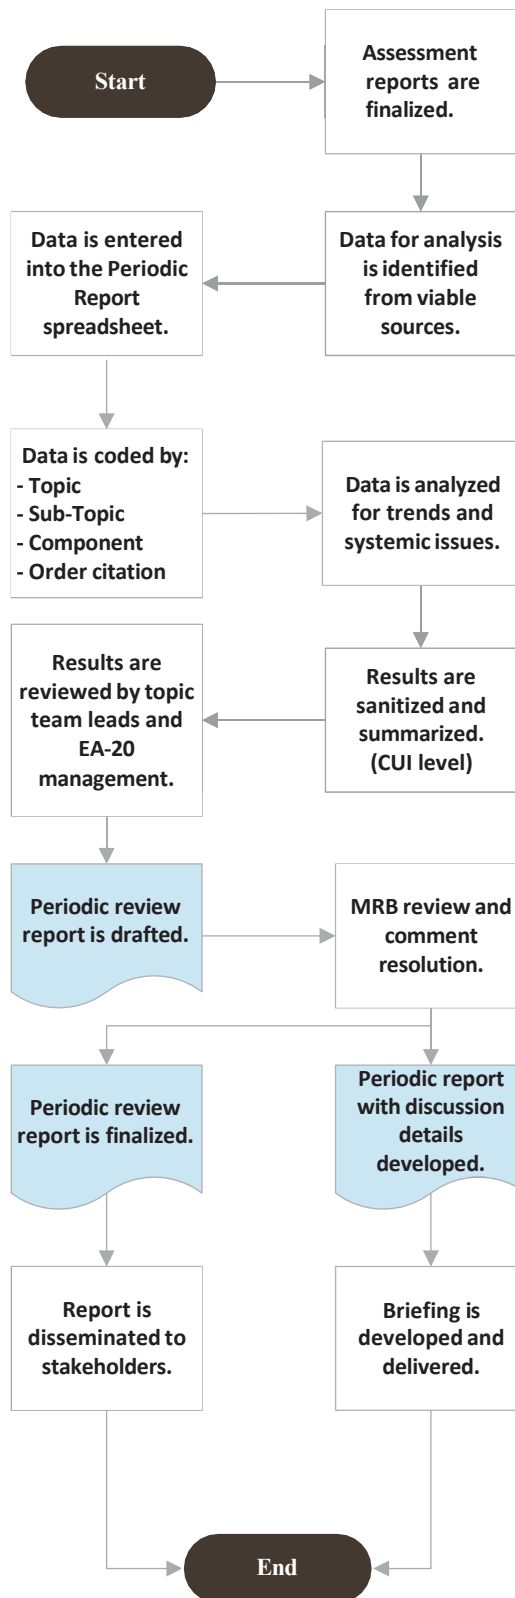 Start
Assessment
reports are
finalized.
Data for analysis
is identified
from viable
sources.
Data is entered
into the Periodic
Report
spreadsheet.
Data is coded by:
- Topic
- Sub-Topic
- Component
- Order citation
Data is analyzed
for trends and
systemic issues.
Results are
sanitized and
summarized.
(CUI level)
Results are
reviewed by topic
team leads and
EA-20
management.
Periodic review
report is drafted.
MRB review and
comment
resolution.
Periodic review
report is finalized.
Periodic report
with discussion
details
developed.
Report is
disseminated to
stakeholders.
Briefing is
developed and
delivered.
End